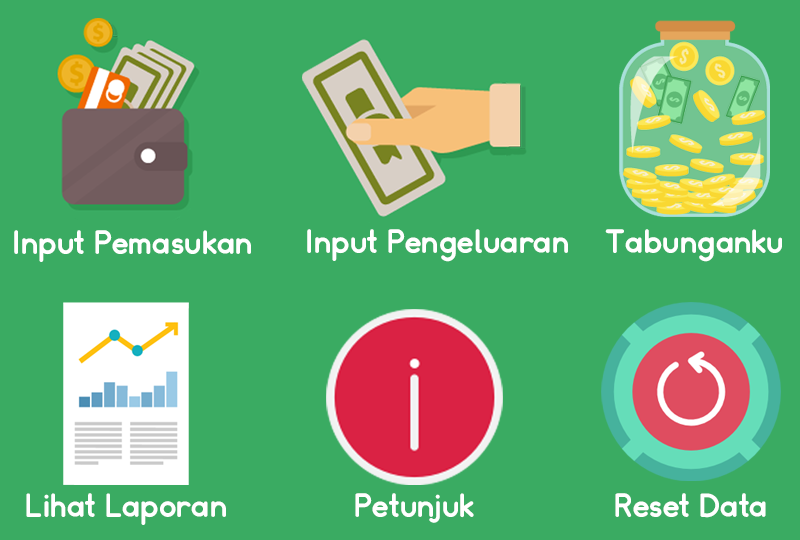 Input Pemasukan
Input Pengeluaran
Tabunganku
Lihat Laporan
Petunjuk
Reset Data